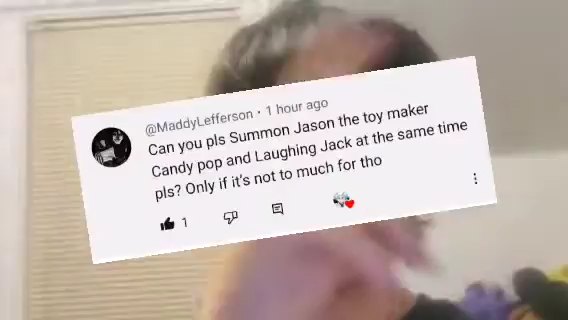 @MaddyLefferson · 1 hour ago
Can you pls Summon Jason the toy maker
Candy pop and Laughing Jack at the same time
pls? Only if it's not to much for tho
1